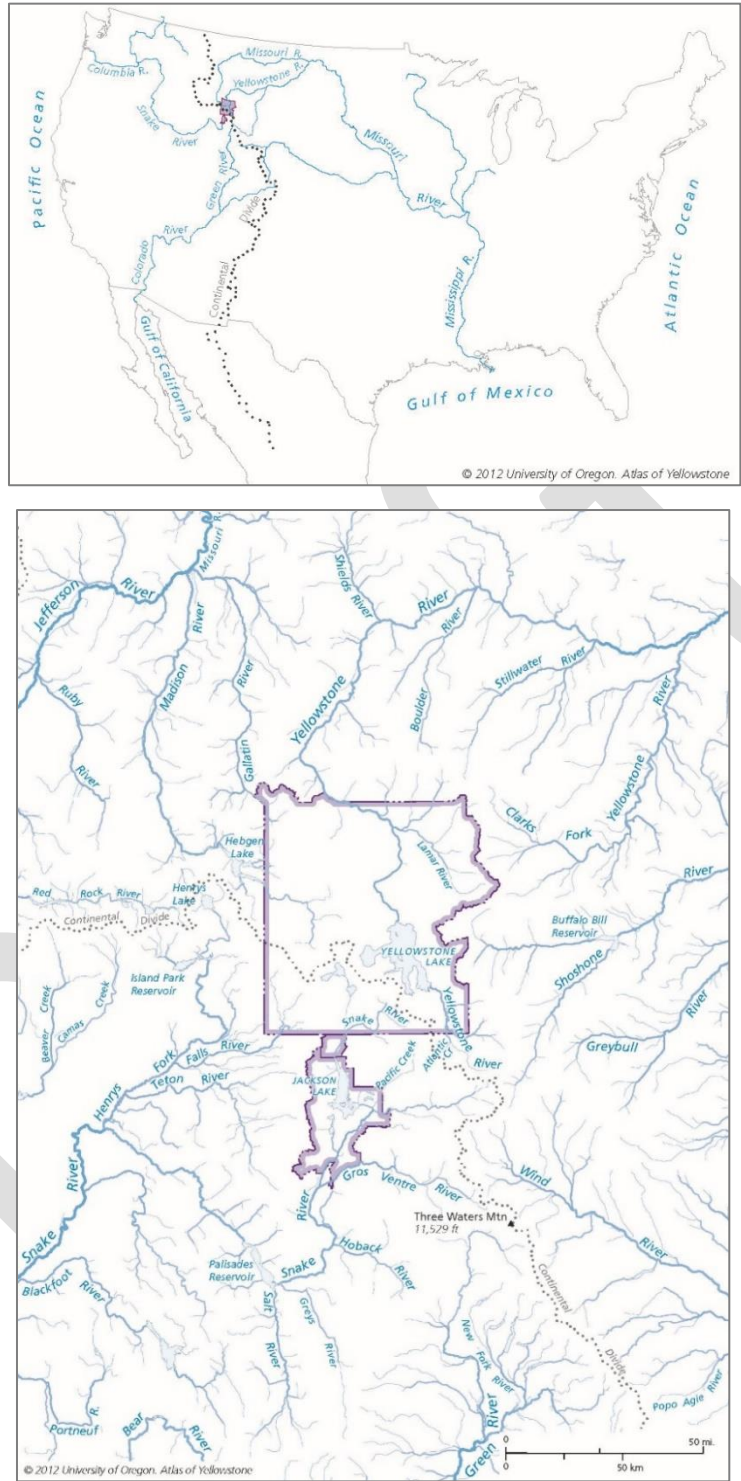 Missouri R.
Yellowstone R.
Columbia R.
Snake
River
Missouri
River
Green River
Divide
Continental
Colorado
River
Mississippi R.
Pacific Ocean
Atlantic Ocean
Gulf of California
Gulf of Mexico
© 2012 University of Oregon. Atlas of Yellowstone
Missouri R.
Jefferson
River
Shields
River
Madison
River
Gallatin
River
Yellowstone
River
Boulder
River
Stillwater
River
Ruby
River
Clarks
Fork
Yellowstone
River
Lamar River
Hebgen
Lake
Red Rock River
Henrys
Lake
Continental Divide
Buffalo Bill
Reservoir
Shoshone
River
YELLOWSTONE
LAKE
Island Park
Reservoir
Beaver Creek
Camas Creek
Snake River
Yellowstone
River
Atlantic
Cr.
Greybull
River
Henrys
Fork
Falls River
Teton River
JACKSON
LAKE
Pacific Creek
Snake
River
River
Gros Ventre River
Wind
River
Three Waters Mtn
11,529 ft
Hoback
River
Snake
Palisades
Reservoir
Blackfoot
River
Salt
River
Greys
River
Continental
Divide
New
Fork River
Green
River
Popo Agie River
Portneuf
R.
Bear
River
0 50 mi.
0 50 km
© 2012 University of Oregon. Atlas of Yellowstone